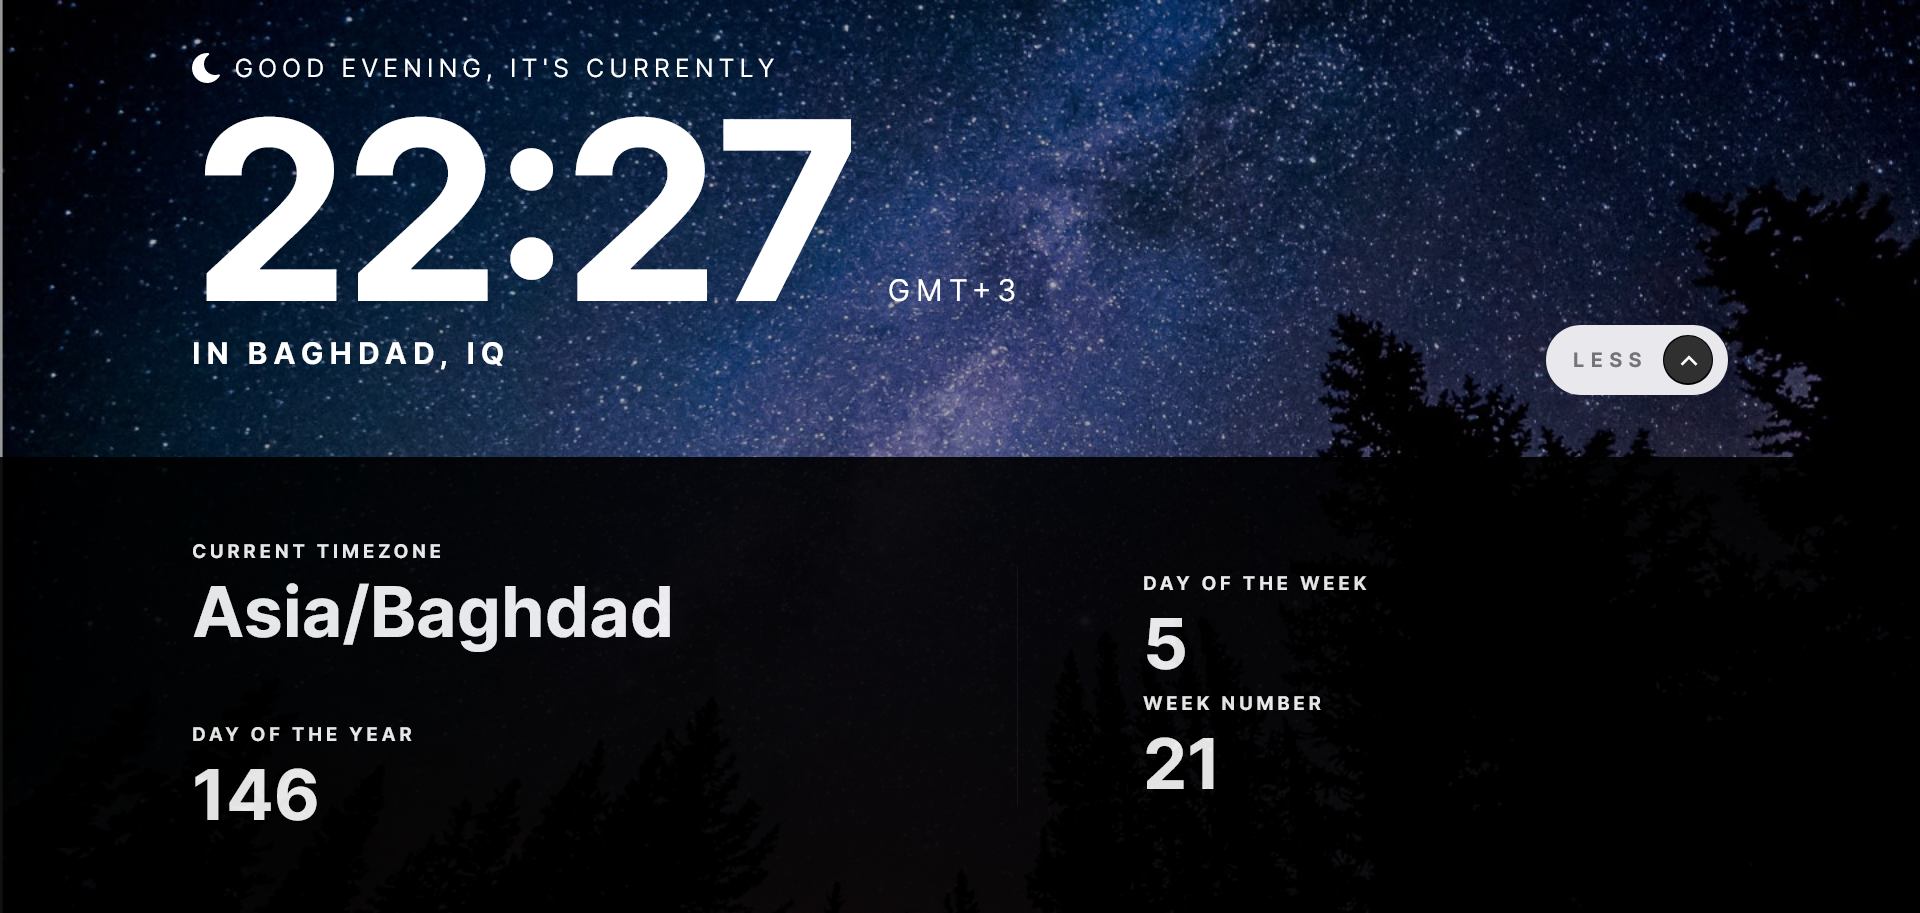 GOOD EVENING, IT'S CURRENTLY
22:27 GMT+3
IN BAGHDAD, IQ
LESS
CURRENT TIMEZONE
Asia/Baghdad
DAY OF THE YEAR
146
DAY OF THE WEEK
5
WEEK NUMBER
21